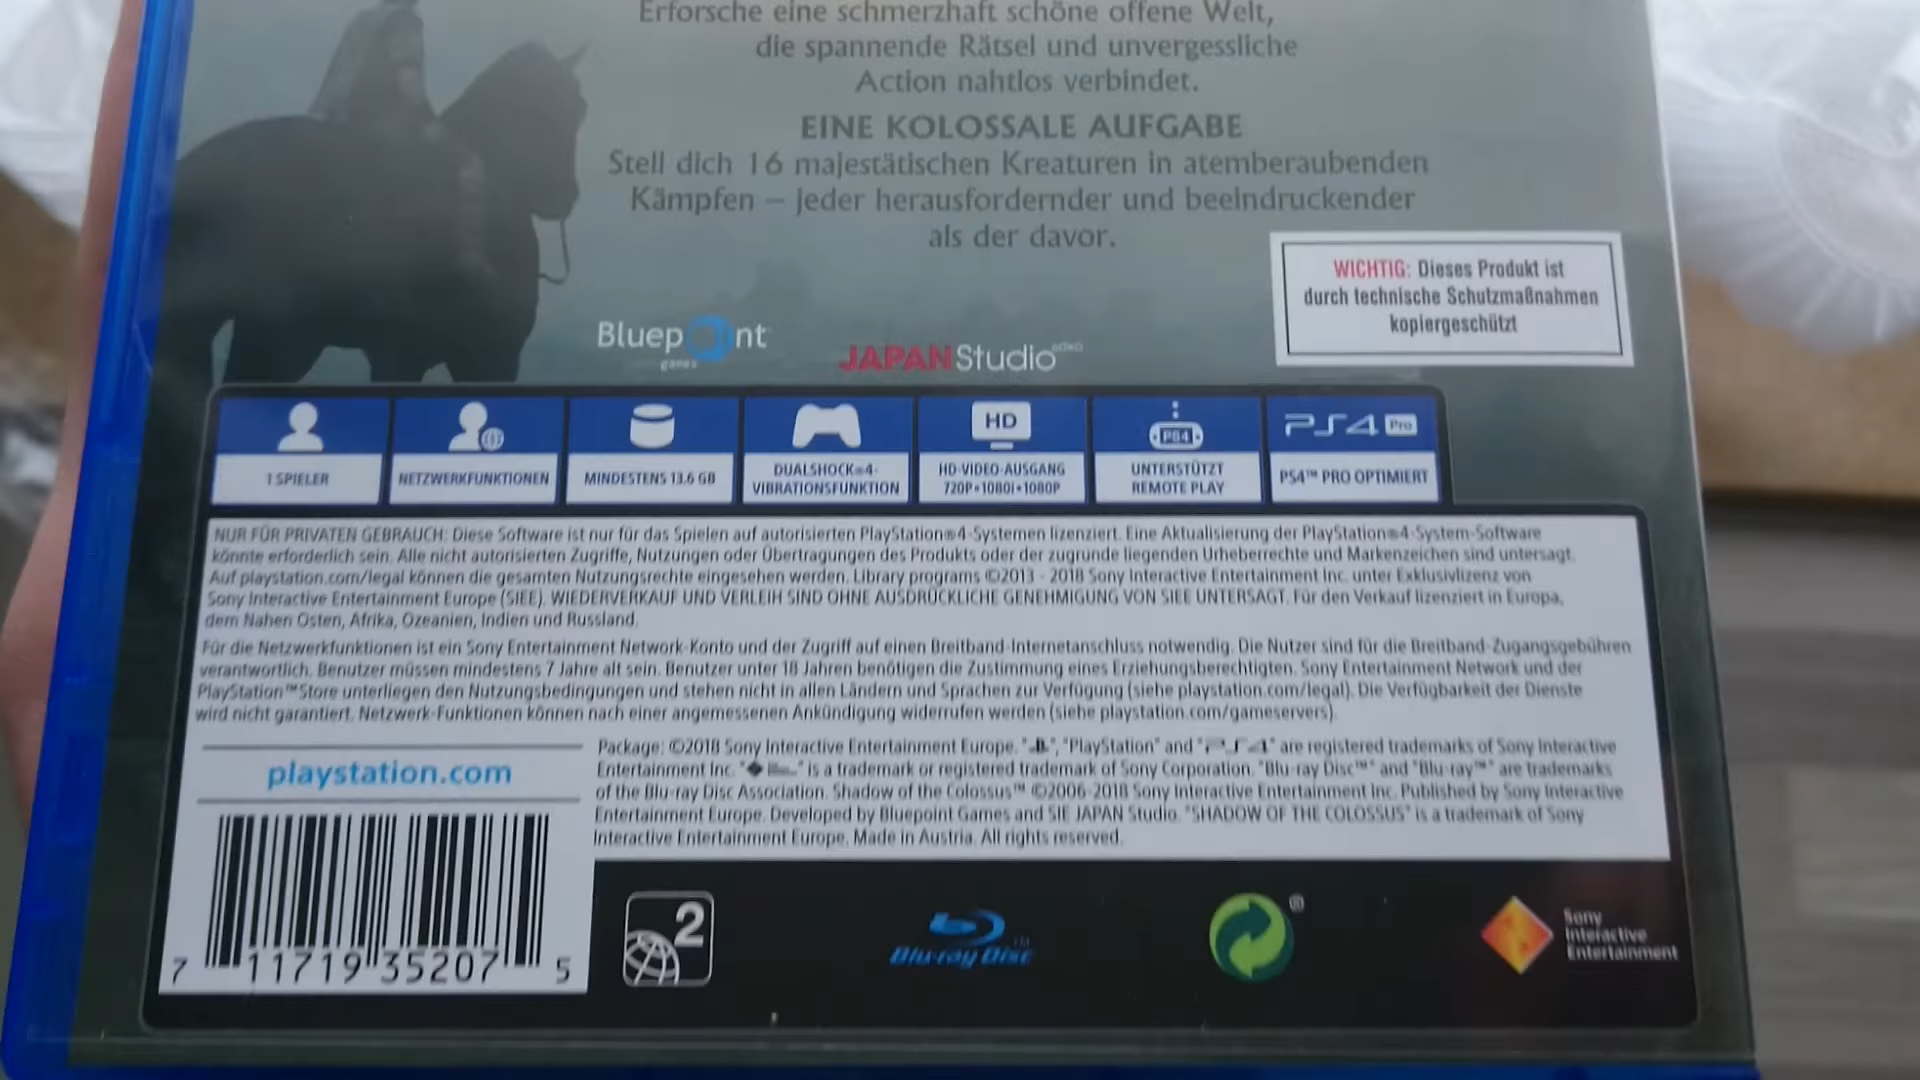 Erforsche eine schmerzhaft schöne offene Welt,
die spannende Rätsel und unvergessliche
Action nahtlos verbindet.
EINE KOLOSSALE AUFGABE
Stell dich 16 majestätischen Kreaturen in atemberaubenden
Kämpfen – jeder herausfordernder und beeindruckender
als der davor.
WICHTIG: Dieses Produkt ist
durch technische Schutzmaßnahmen
kopiergeschützt
Bluepoint
games
JAPAN Studio
HD
PS4
PS4 Pro
1 SPIELER
NETZWERKFUNKTIONEN
MINDESTENS 13.6 GB
DUALSHOCK®4-
VIBRATIONSFUNKTION
HD-VIDEO-AUSGANG
720P•1080i•1080P
UNTERSTÜTZT
REMOTE PLAY
PS4™ PRO OPTIMIERT
NUR FÜR PRIVATEN GEBRAUCH: Diese Software ist nur für das Spielen auf autorisierten PlayStation®4-Systemen lizenziert. Eine Aktualisierung der PlayStation®4-System-Software
könnte erforderlich sein. Alle nicht autorisierten Zugriffe, Nutzungen oder Übertragungen des Produkts oder der zugrunde liegenden Urheberrechte und Markenzeichen sind untersagt.
Auf playstation.com/legal können die gesamten Nutzungsrechte eingesehen werden. Library programs ©2013 - 2018 Sony Interactive Entertainment Inc. unter Exklusivlizenz von
Sony Interactive Entertainment Europe (SIEE). WIEDERVERKAUF UND VERLEIH SIND OHNE AUSDRÜCKLICHE GENEHMIGUNG VON SIEE UNTERSAGT. Für den Verkauf lizenziert in Europa,
dem Nahen Osten, Afrika, Ozeanien, Indien und Russland.
Für die Netzwerkfunktionen ist ein Sony Entertainment Network-Konto und der Zugriff auf einen Breitband-Internetanschluss notwendig. Die Nutzer sind für die Breitband-Zugangsgebühren
verantwortlich. Benutzer müssen mindestens 7 Jahre alt sein. Benutzer unter 18 Jahren benötigen die Zustimmung eines Erziehungsberechtigten. Sony Entertainment Network und der
PlayStation™Store unterliegen den Nutzungsbedingungen und stehen nicht in allen Ländern und Sprachen zur Verfügung (siehe playstation.com/legal). Die Verfügbarkeit der Dienste
wird nicht garantiert. Netzwerk-Funktionen können nach einer angemessenen Ankündigung widerrufen werden (siehe playstation.com/gameservers).
playstation.com
Package: ©2018 Sony Interactive Entertainment Europe. "", "PlayStation" and "PS4" are registered trademarks of Sony Interactive
Entertainment Inc. "" is a trademark or registered trademark of Sony Corporation. "Blu-ray Disc™" and "Blu-ray™" are trademarks
of the Blu-ray Disc Association. Shadow of the Colossus™ ©2006-2018 Sony Interactive Entertainment Inc. Published by Sony Interactive
Entertainment Europe. Developed by Bluepoint Games and SIE JAPAN Studio. "SHADOW OF THE COLOSSUS" is a trademark of Sony
Interactive Entertainment Europe. Made in Austria. All rights reserved.
7 11719 35207 5
2
Blu-ray Disc™
®
Sony
Interactive
Entertainment